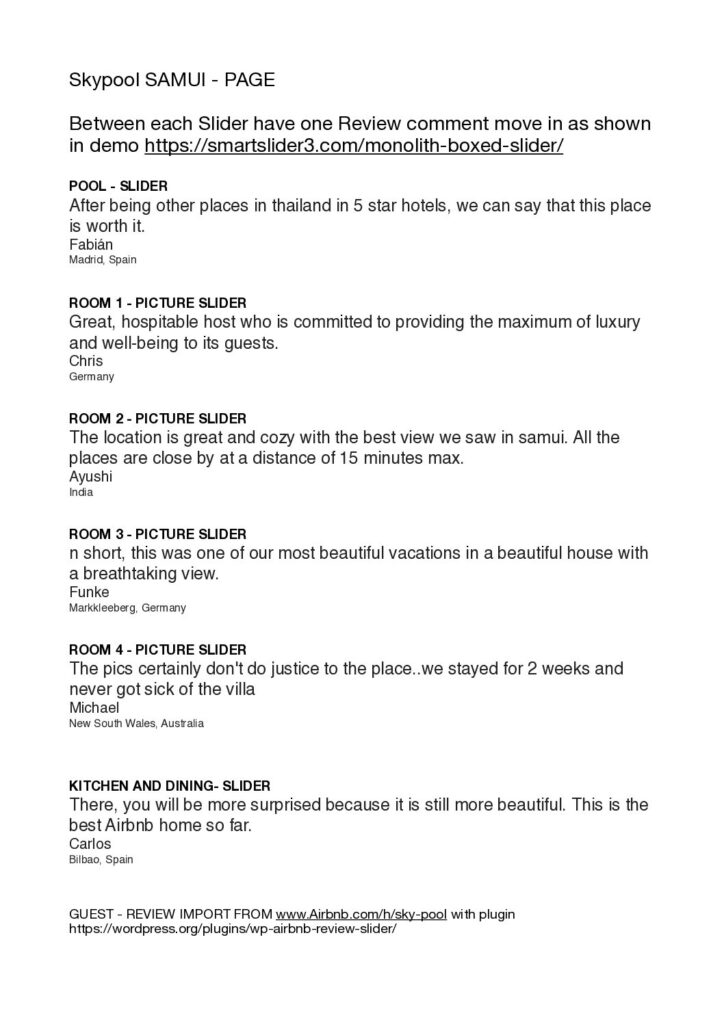 Skypool SAMUI - PAGE
Between each Slider have one Review comment move in as shown
in demo https://smartslider3.com/monolith-boxed-slider/
POOL - SLIDER
After being other places in thailand in 5 star hotels, we can say that this place
is worth it.
Fabián
Madrid, Spain
ROOM 1 - PICTURE SLIDER
Great, hospitable host who is committed to providing the maximum of luxury
and well-being to its guests.
Chris
Germany
ROOM 2 - PICTURE SLIDER
The location is great and cozy with the best view we saw in samui. All the
places are close by at a distance of 15 minutes max.
Ayushi
India
ROOM 3 - PICTURE SLIDER
n short, this was one of our most beautiful vacations in a beautiful house with
a breathtaking view.
Funke
Markkleeberg, Germany
ROOM 4 - PICTURE SLIDER
The pics certainly don't do justice to the place..we stayed for 2 weeks and
never got sick of the villa
Michael
New South Wales, Australia
KITCHEN AND DINING- SLIDER
There, you will be more surprised because it is still more beautiful. This is the
best Airbnb home so far.
Carlos
Bilbao, Spain
GUEST - REVIEW IMPORT FROM www.Airbnb.com/h/sky-pool with plugin
https://wordpress.org/plugins/wp-airbnb-review-slider/